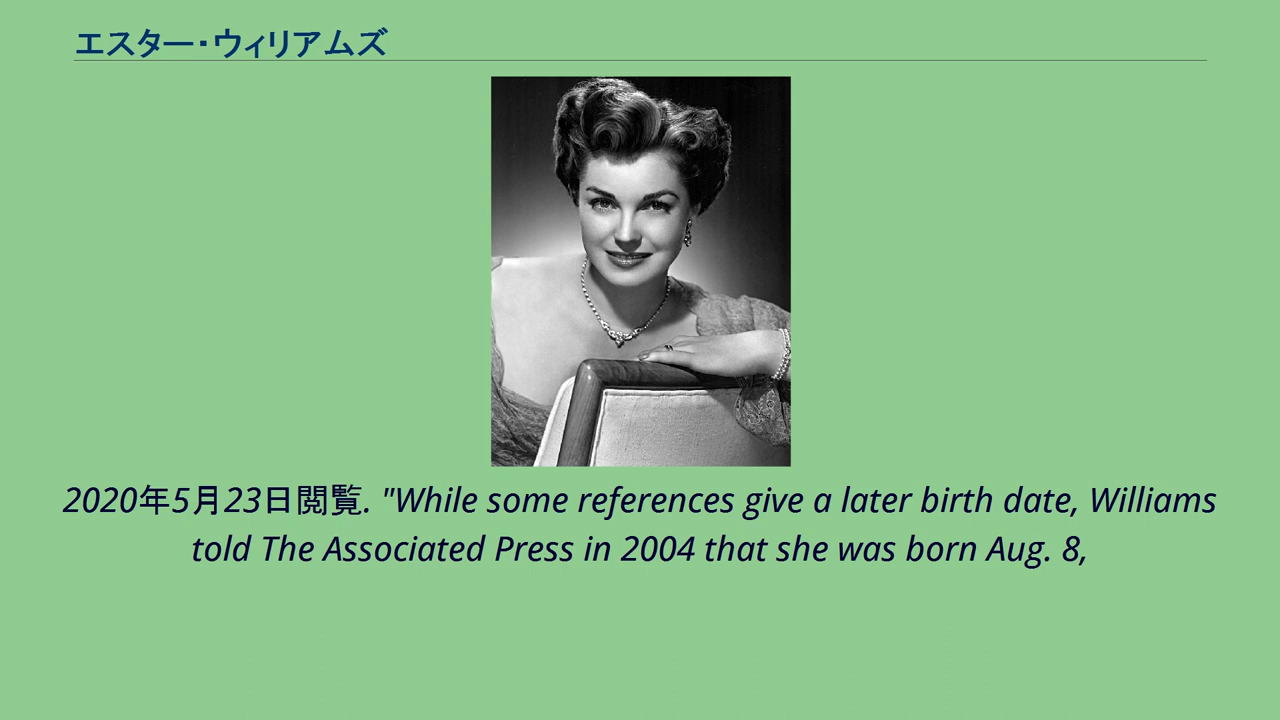 エスター・ウィリアムズ
2020年5月23日閲覧. "While some references give a later birth date, Williams
told The Associated Press in 2004 that she was born Aug. 8,